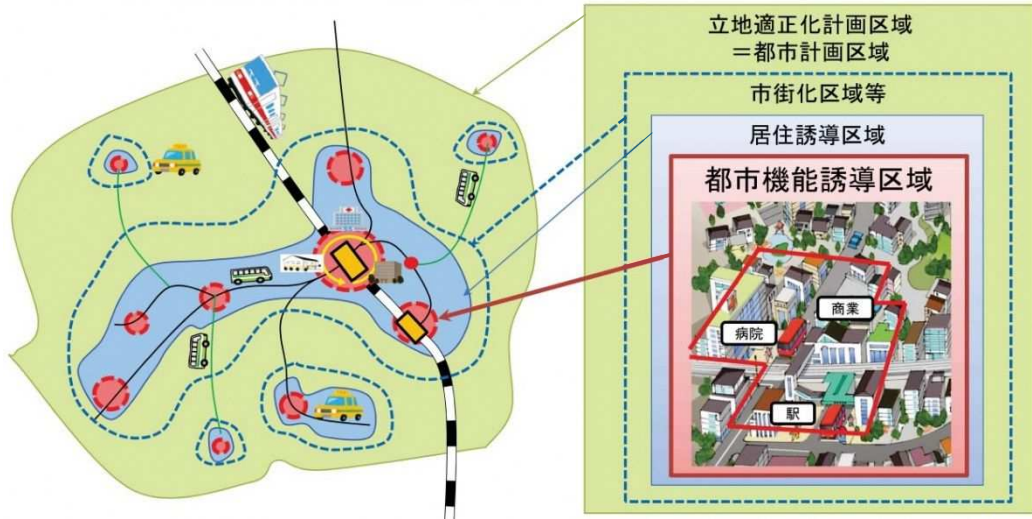 立地適正化計画区域
＝都市計画区域
市街化区域等
居住誘導区域
都市機能誘導区域
商業
病院
駅